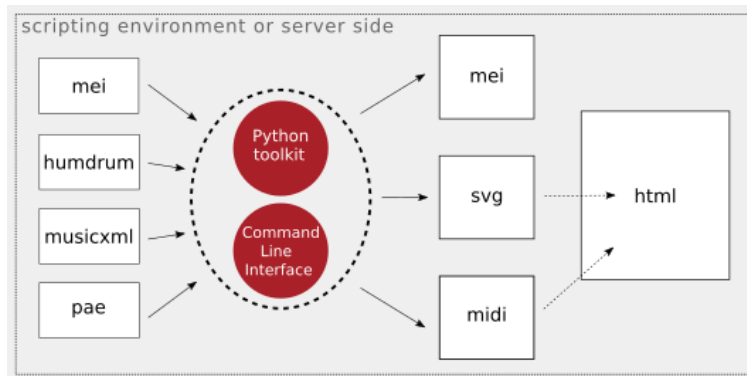 scripting environment or server side
mei
humdrum
musicxml
pae
Python
toolkit
Command
Line
Interface
mei
svg
midi
html